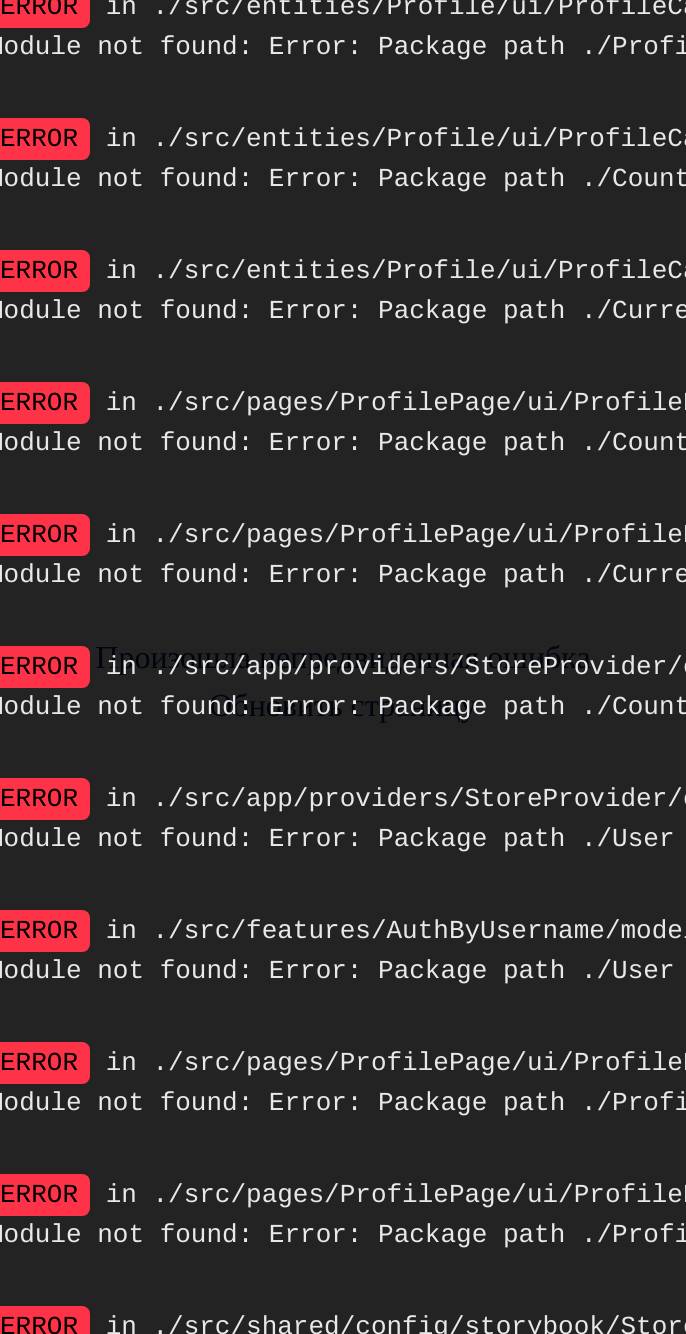 ERROR in ./src/entities/Profile/ui/ProfileCa
Module not found: Error: Package path ./Profi
ERROR in ./src/entities/Profile/ui/ProfileCa
Module not found: Error: Package path ./Count
ERROR in ./src/entities/Profile/ui/ProfileCa
Module not found: Error: Package path ./Curre
ERROR in ./src/pages/ProfilePage/ui/Profile
Module not found: Error: Package path ./Count
ERROR in ./src/pages/ProfilePage/ui/Profile
Module not found: Error: Package path ./Curre
Произошла непредвиденная ошибка
ERROR in ./src/app/providers/StoreProvider/
Обновить страницу
Module not found: Error: Package path ./Count
ERROR in ./src/app/providers/StoreProvider/
Module not found: Error: Package path ./User
ERROR in ./src/features/AuthByUsername/mode
Module not found: Error: Package path ./User
ERROR in ./src/pages/ProfilePage/ui/Profile
Module not found: Error: Package path ./Profi
ERROR in ./src/pages/ProfilePage/ui/Profile
Module not found: Error: Package path ./Profi
ERROR in ./src/shared/config/storybook/Store